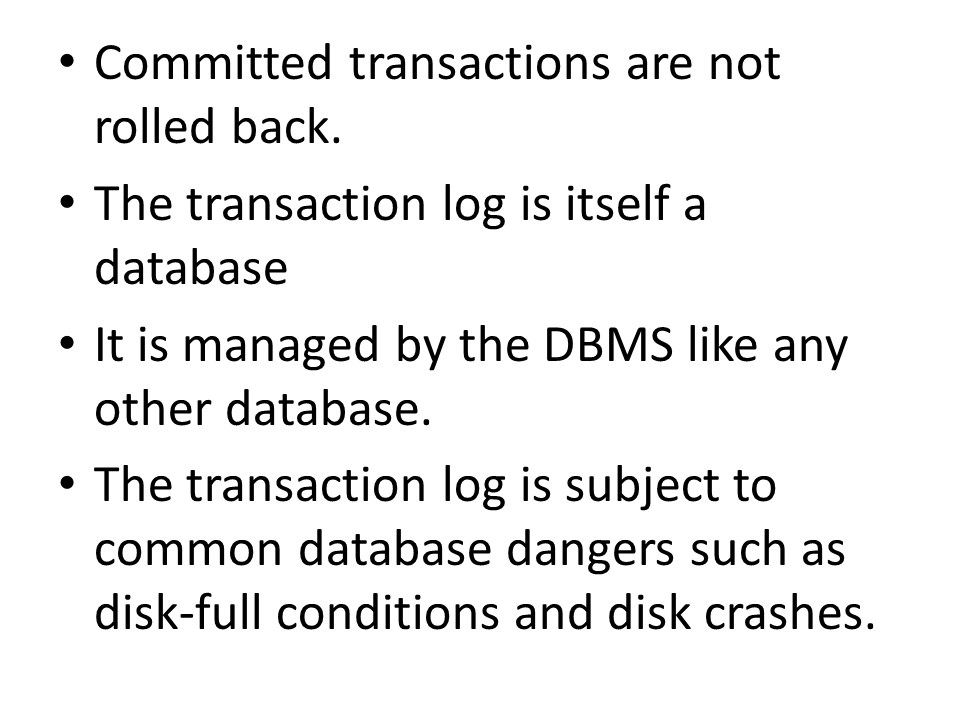 • Committed transactions are not
rolled back.
• The transaction log is itself a
database
• It is managed by the DBMS like any
other database.
• The transaction log is subject to
common database dangers such as
disk-full conditions and disk crashes.